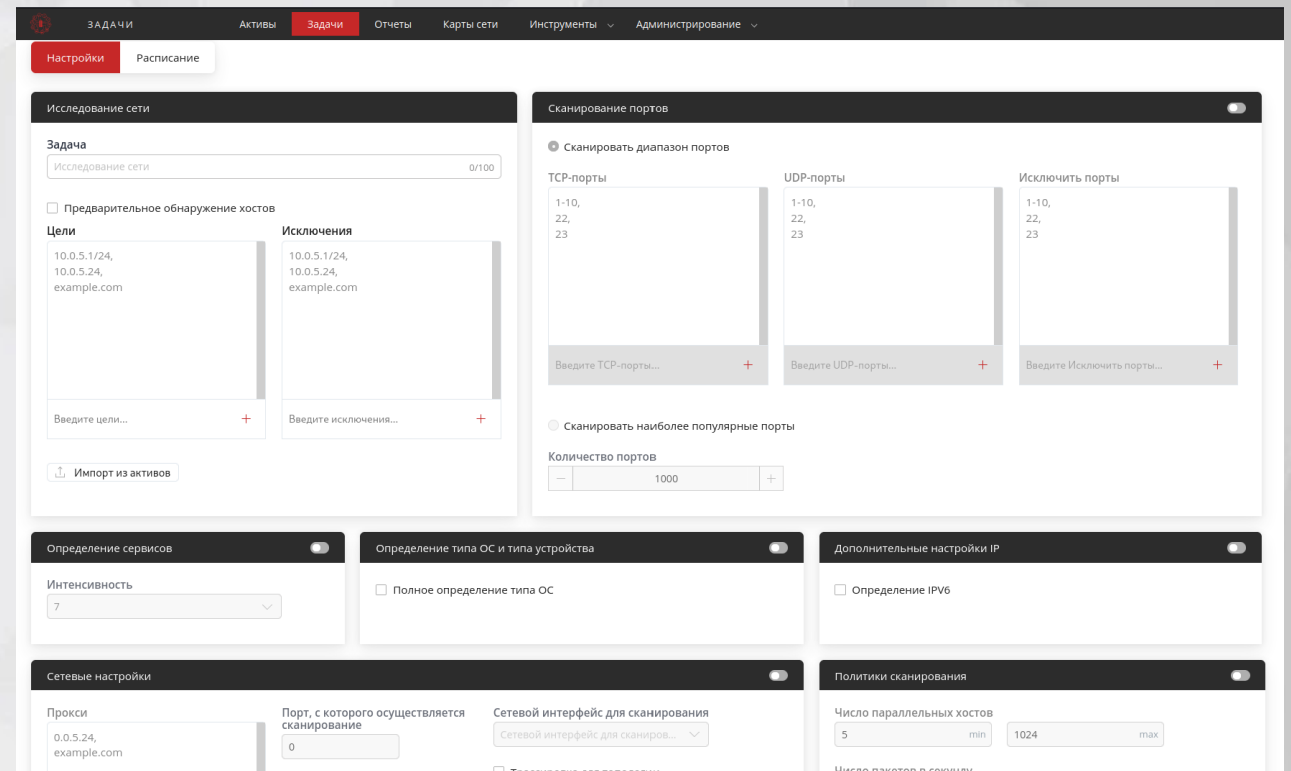 ЗАДАЧИ
Активы
Задачи
Отчеты
Карты сети
Инструменты
Администрирование
Настройки
Расписание
Исследование сети
Задача
Исследование сети
0/100
Предварительное обнаружение хостов
Цели
Исключения
10.0.5.1/24,
10.0.5.24,
example.com
10.0.5.1/24,
10.0.5.24,
example.com
Введите цели...
+
Введите исключения...
+
Импорт из активов
Сканирование портов
Сканировать диапазон портов
TCP-порты
UDP-порты
Исключить порты
1-10,
22,
23
1-10,
22,
23
1-10,
22,
23
Введите TCP-порты...
+
Введите UDP-порты...
+
Введите Исключить порты...
+
Сканировать наиболее популярные порты
Количество портов
—
1000
+
Определение сервисов
Интенсивность
7
Определение типа ОС и типа устройства
Полное определение типа ОС
Дополнительные настройки IP
Определение IPV6
Сетевые настройки
Прокси
0.0.5.24,
example.com
Порт, с которого осуществляется
сканирование
0
Сетевой интерфейс для сканирования
Сетевой интерфейс для сканиров...
Политики сканирования
Число параллельных хостов
5
min
1024
max
Число пакетов в секунду